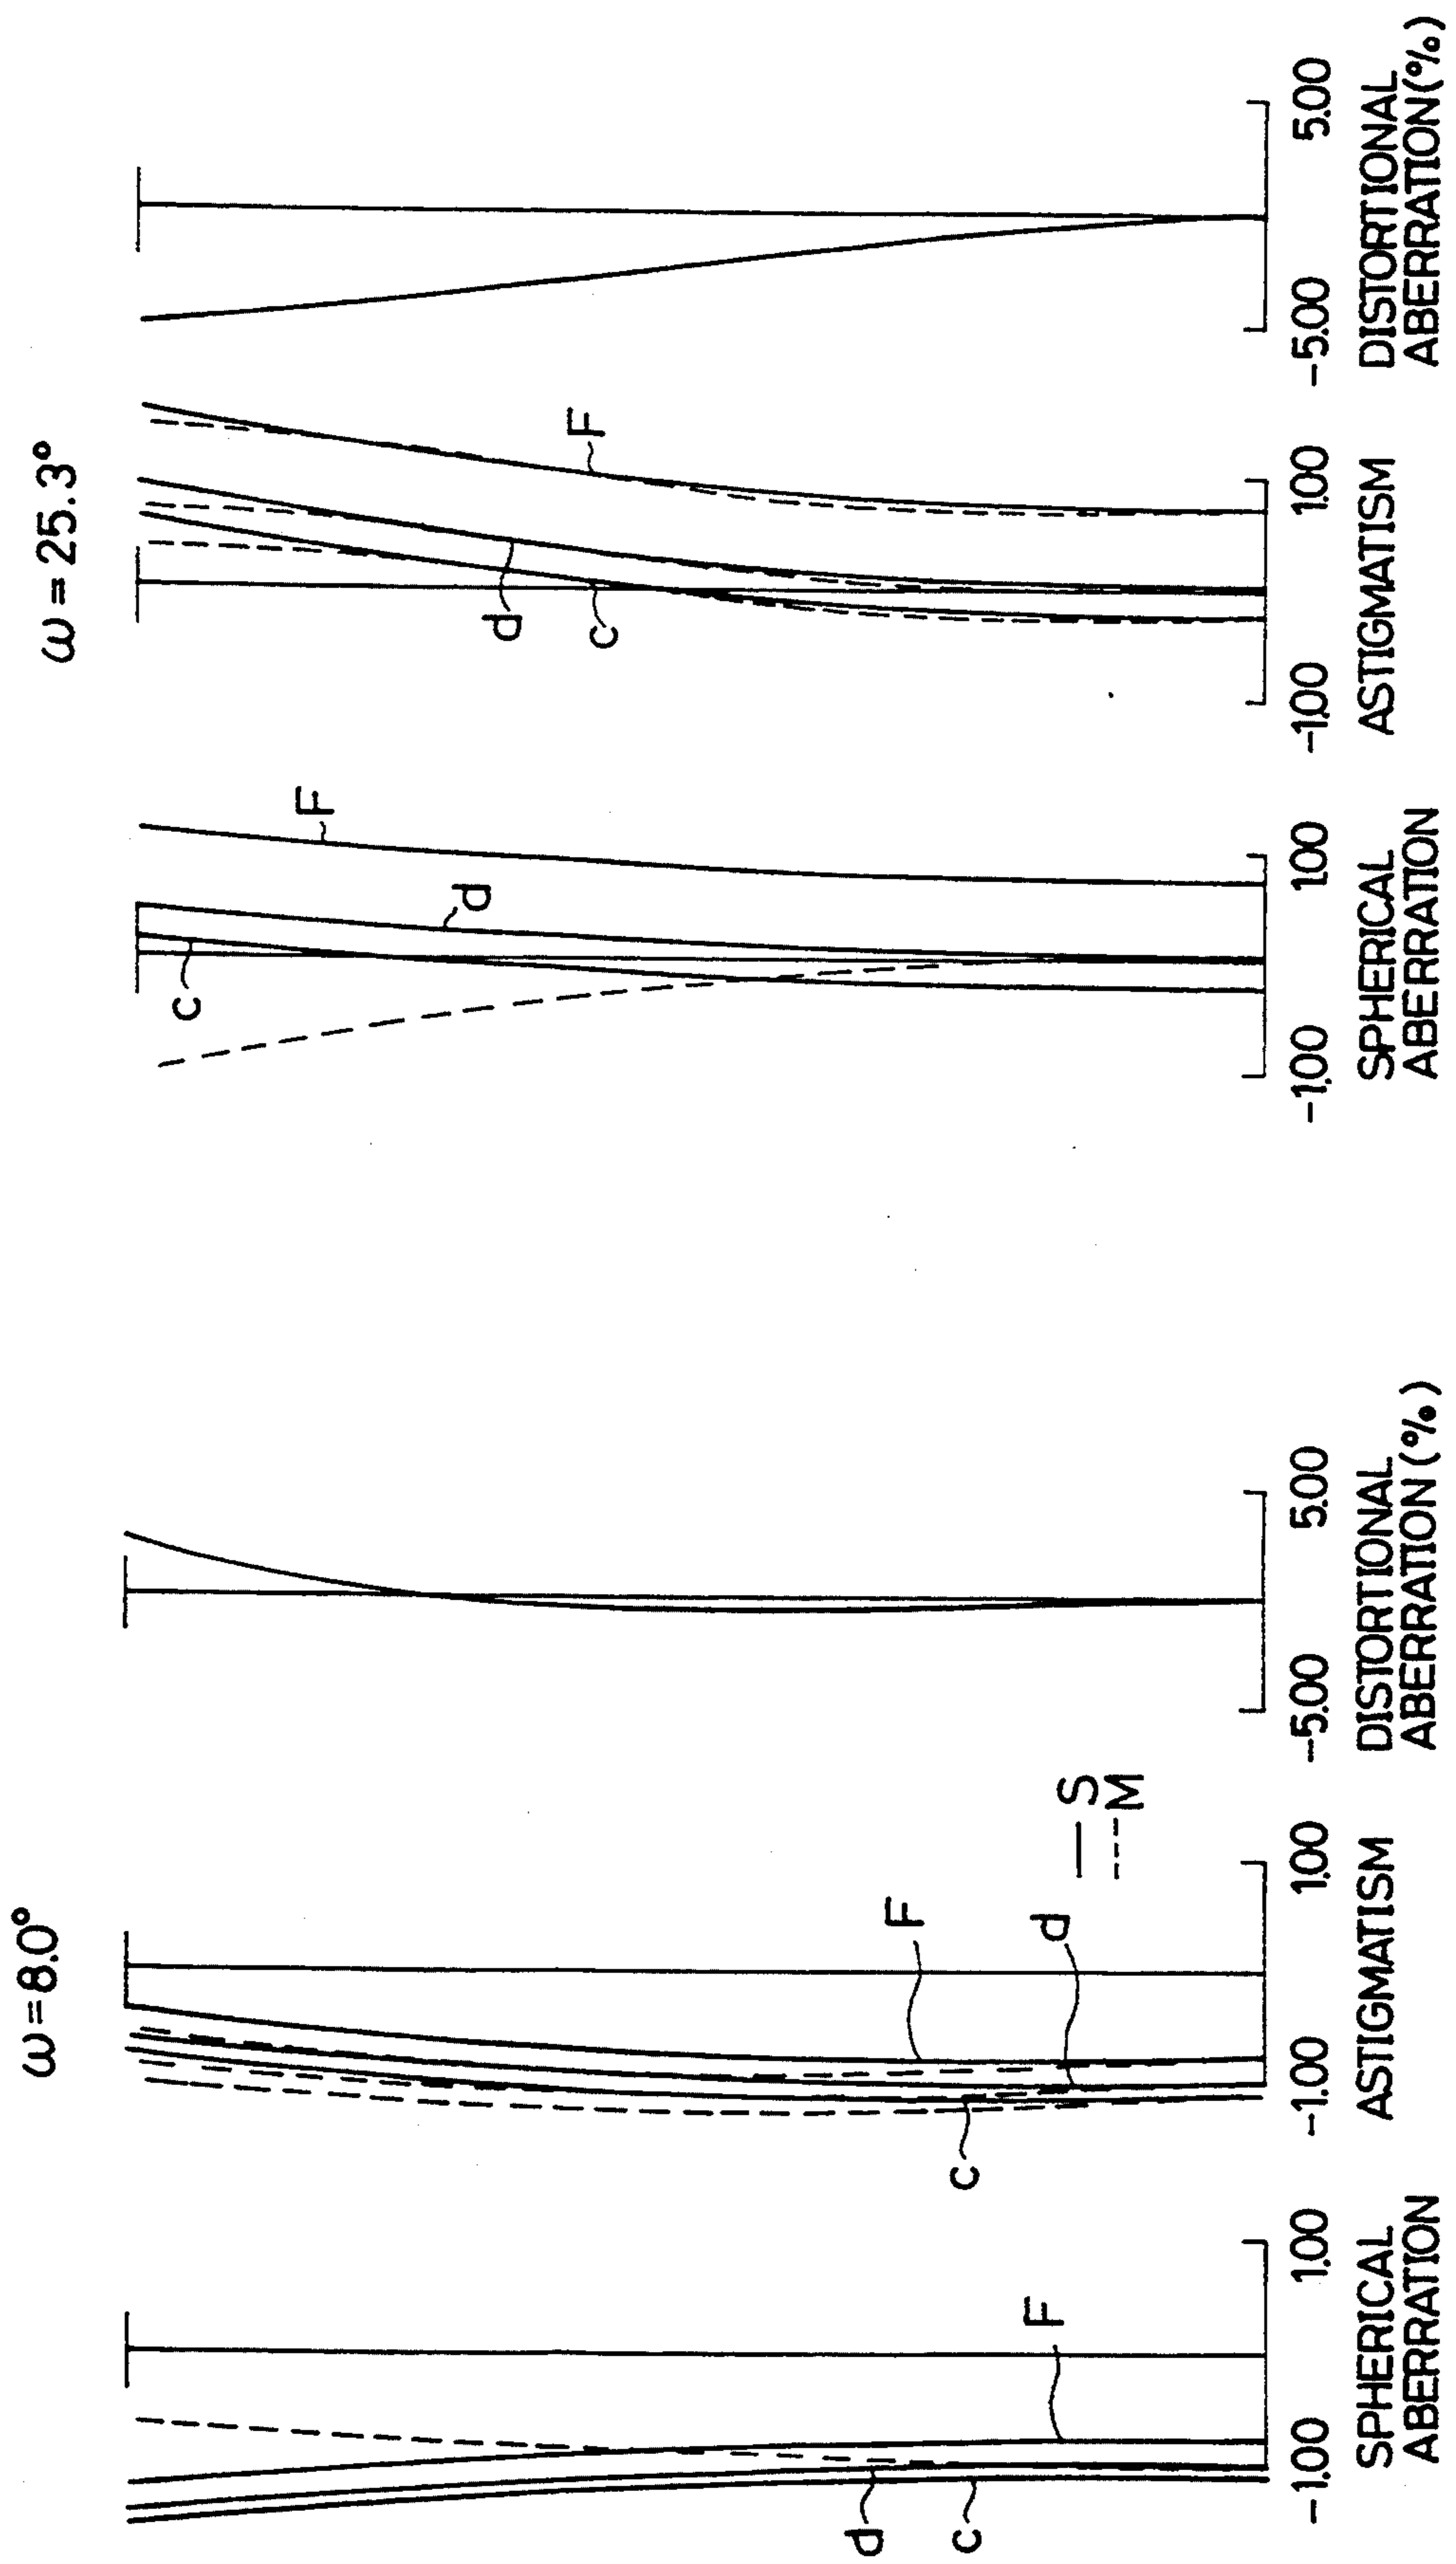 ω=8.0°
F
d
c
-1.00
1.00
SPHERICAL
ABERRATION
F
d
c
S
M
-1.00
1.00
ASTIGMATISM
-5.00
5.00
DISTORTIONAL
ABERRATION (%)
ω=25.3°
F
d
c
-1.00
1.00
SPHERICAL
ABERRATION
F
d
c
-1.00
1.00
ASTIGMATISM
-5.00
5.00
DISTORTIONAL
ABERRATION(%)